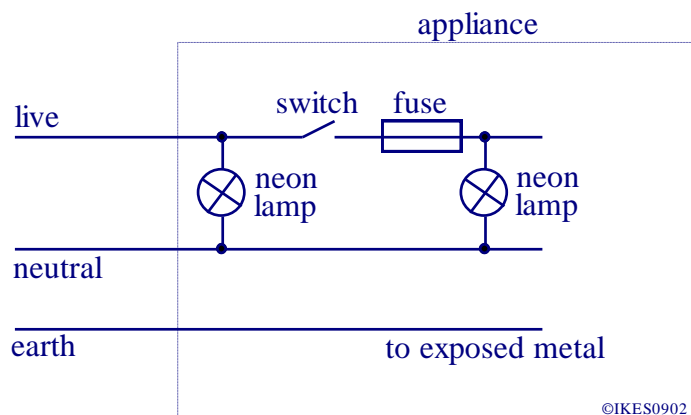 appliance
switch
fuse
live
neon
lamp
neon
lamp
neutral
earth
to exposed metal
©IKES0902